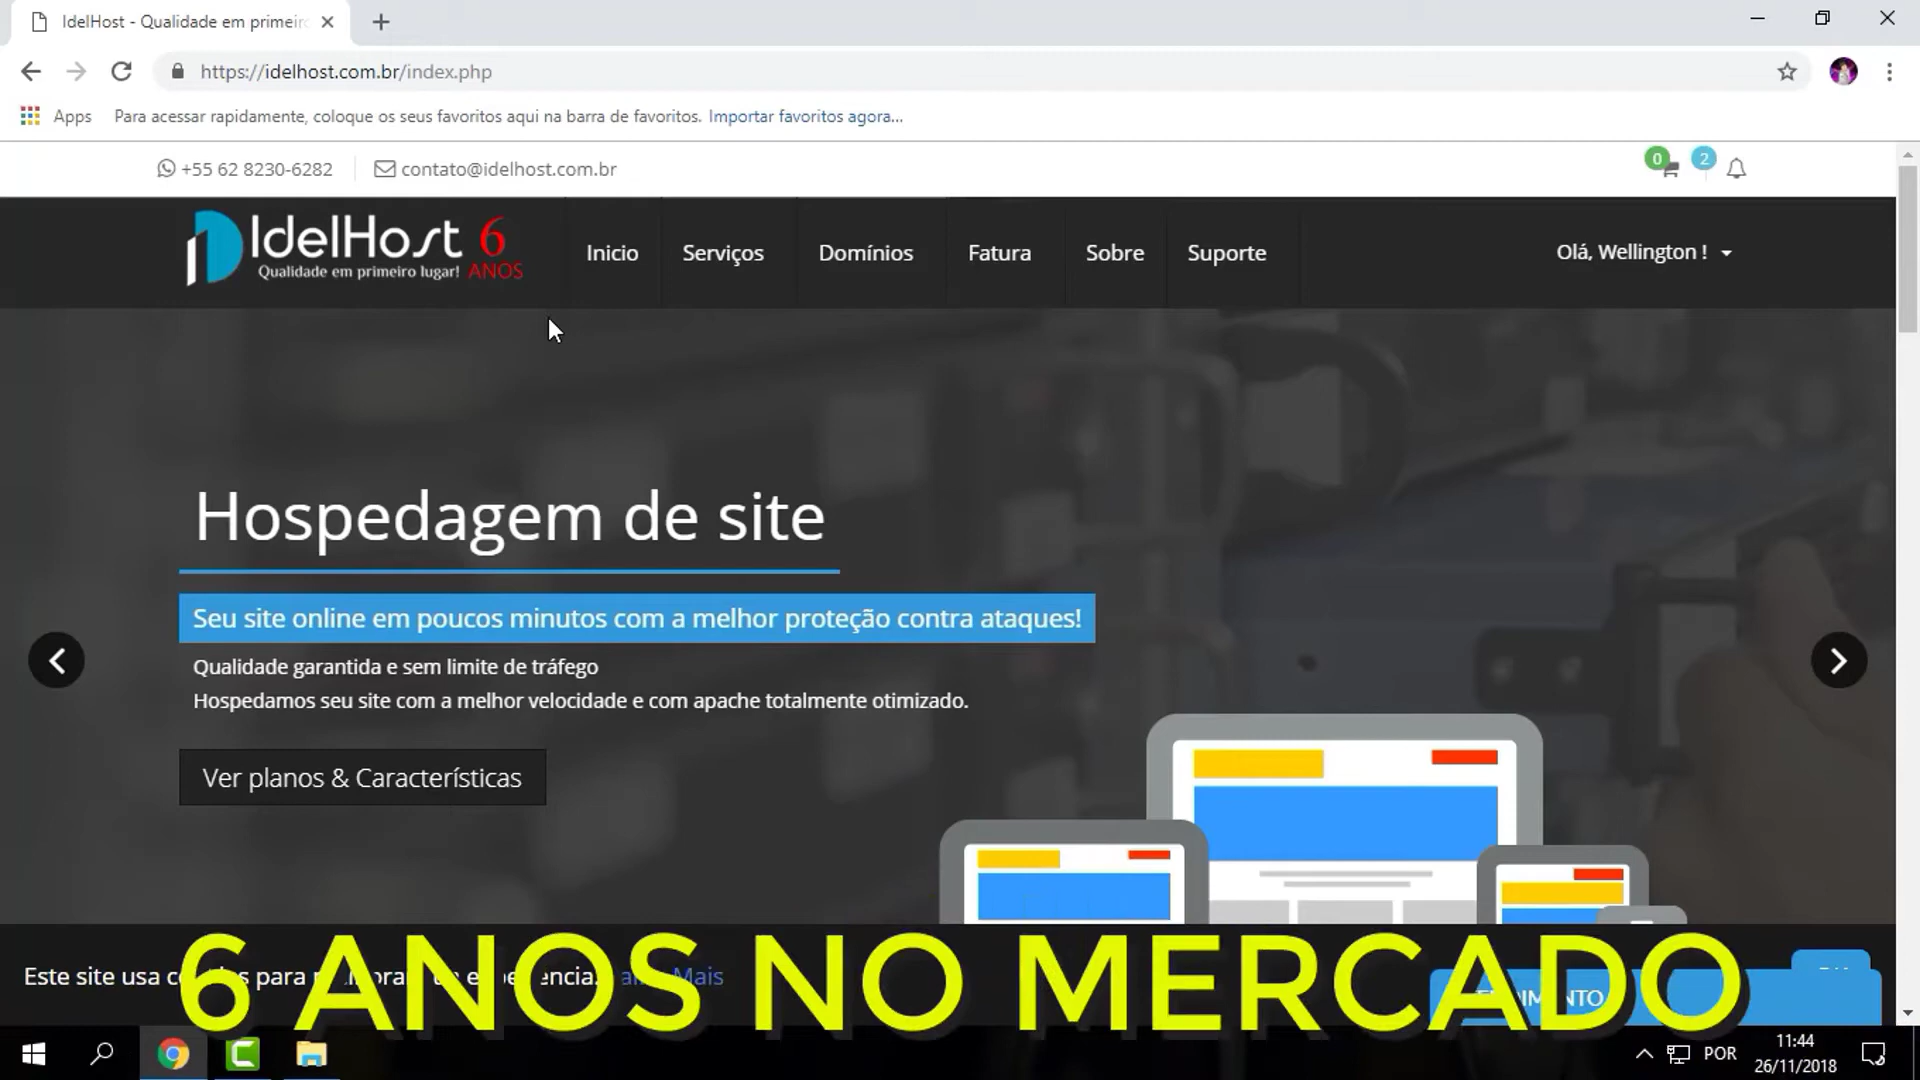 IdelHost - Qualidade em primeiro
https://idelhost.com.br/index.php
Apps
Para acessar rapidamente, coloque os seus favoritos aqui na barra de favoritos. Importar favoritos agora...
+55 62 8230-6282
contato@idelhost.com.br
0
2
IdelHost 6
Qualidade em primeiro lugar! ANOS
Inicio
Serviços
Domínios
Fatura
Sobre
Suporte
Olá, Wellington !
Hospedagem de site
Seu site online em poucos minutos com a melhor proteção contra ataques!
Qualidade garantida e sem limite de tráfego
Hospedamos seu site com a melhor velocidade e com apache totalmente otimizado.
Ver planos & Características
Este site usa para experiência. Mais
6 ANOS NO MERCADO
POR
11:44
26/11/2018